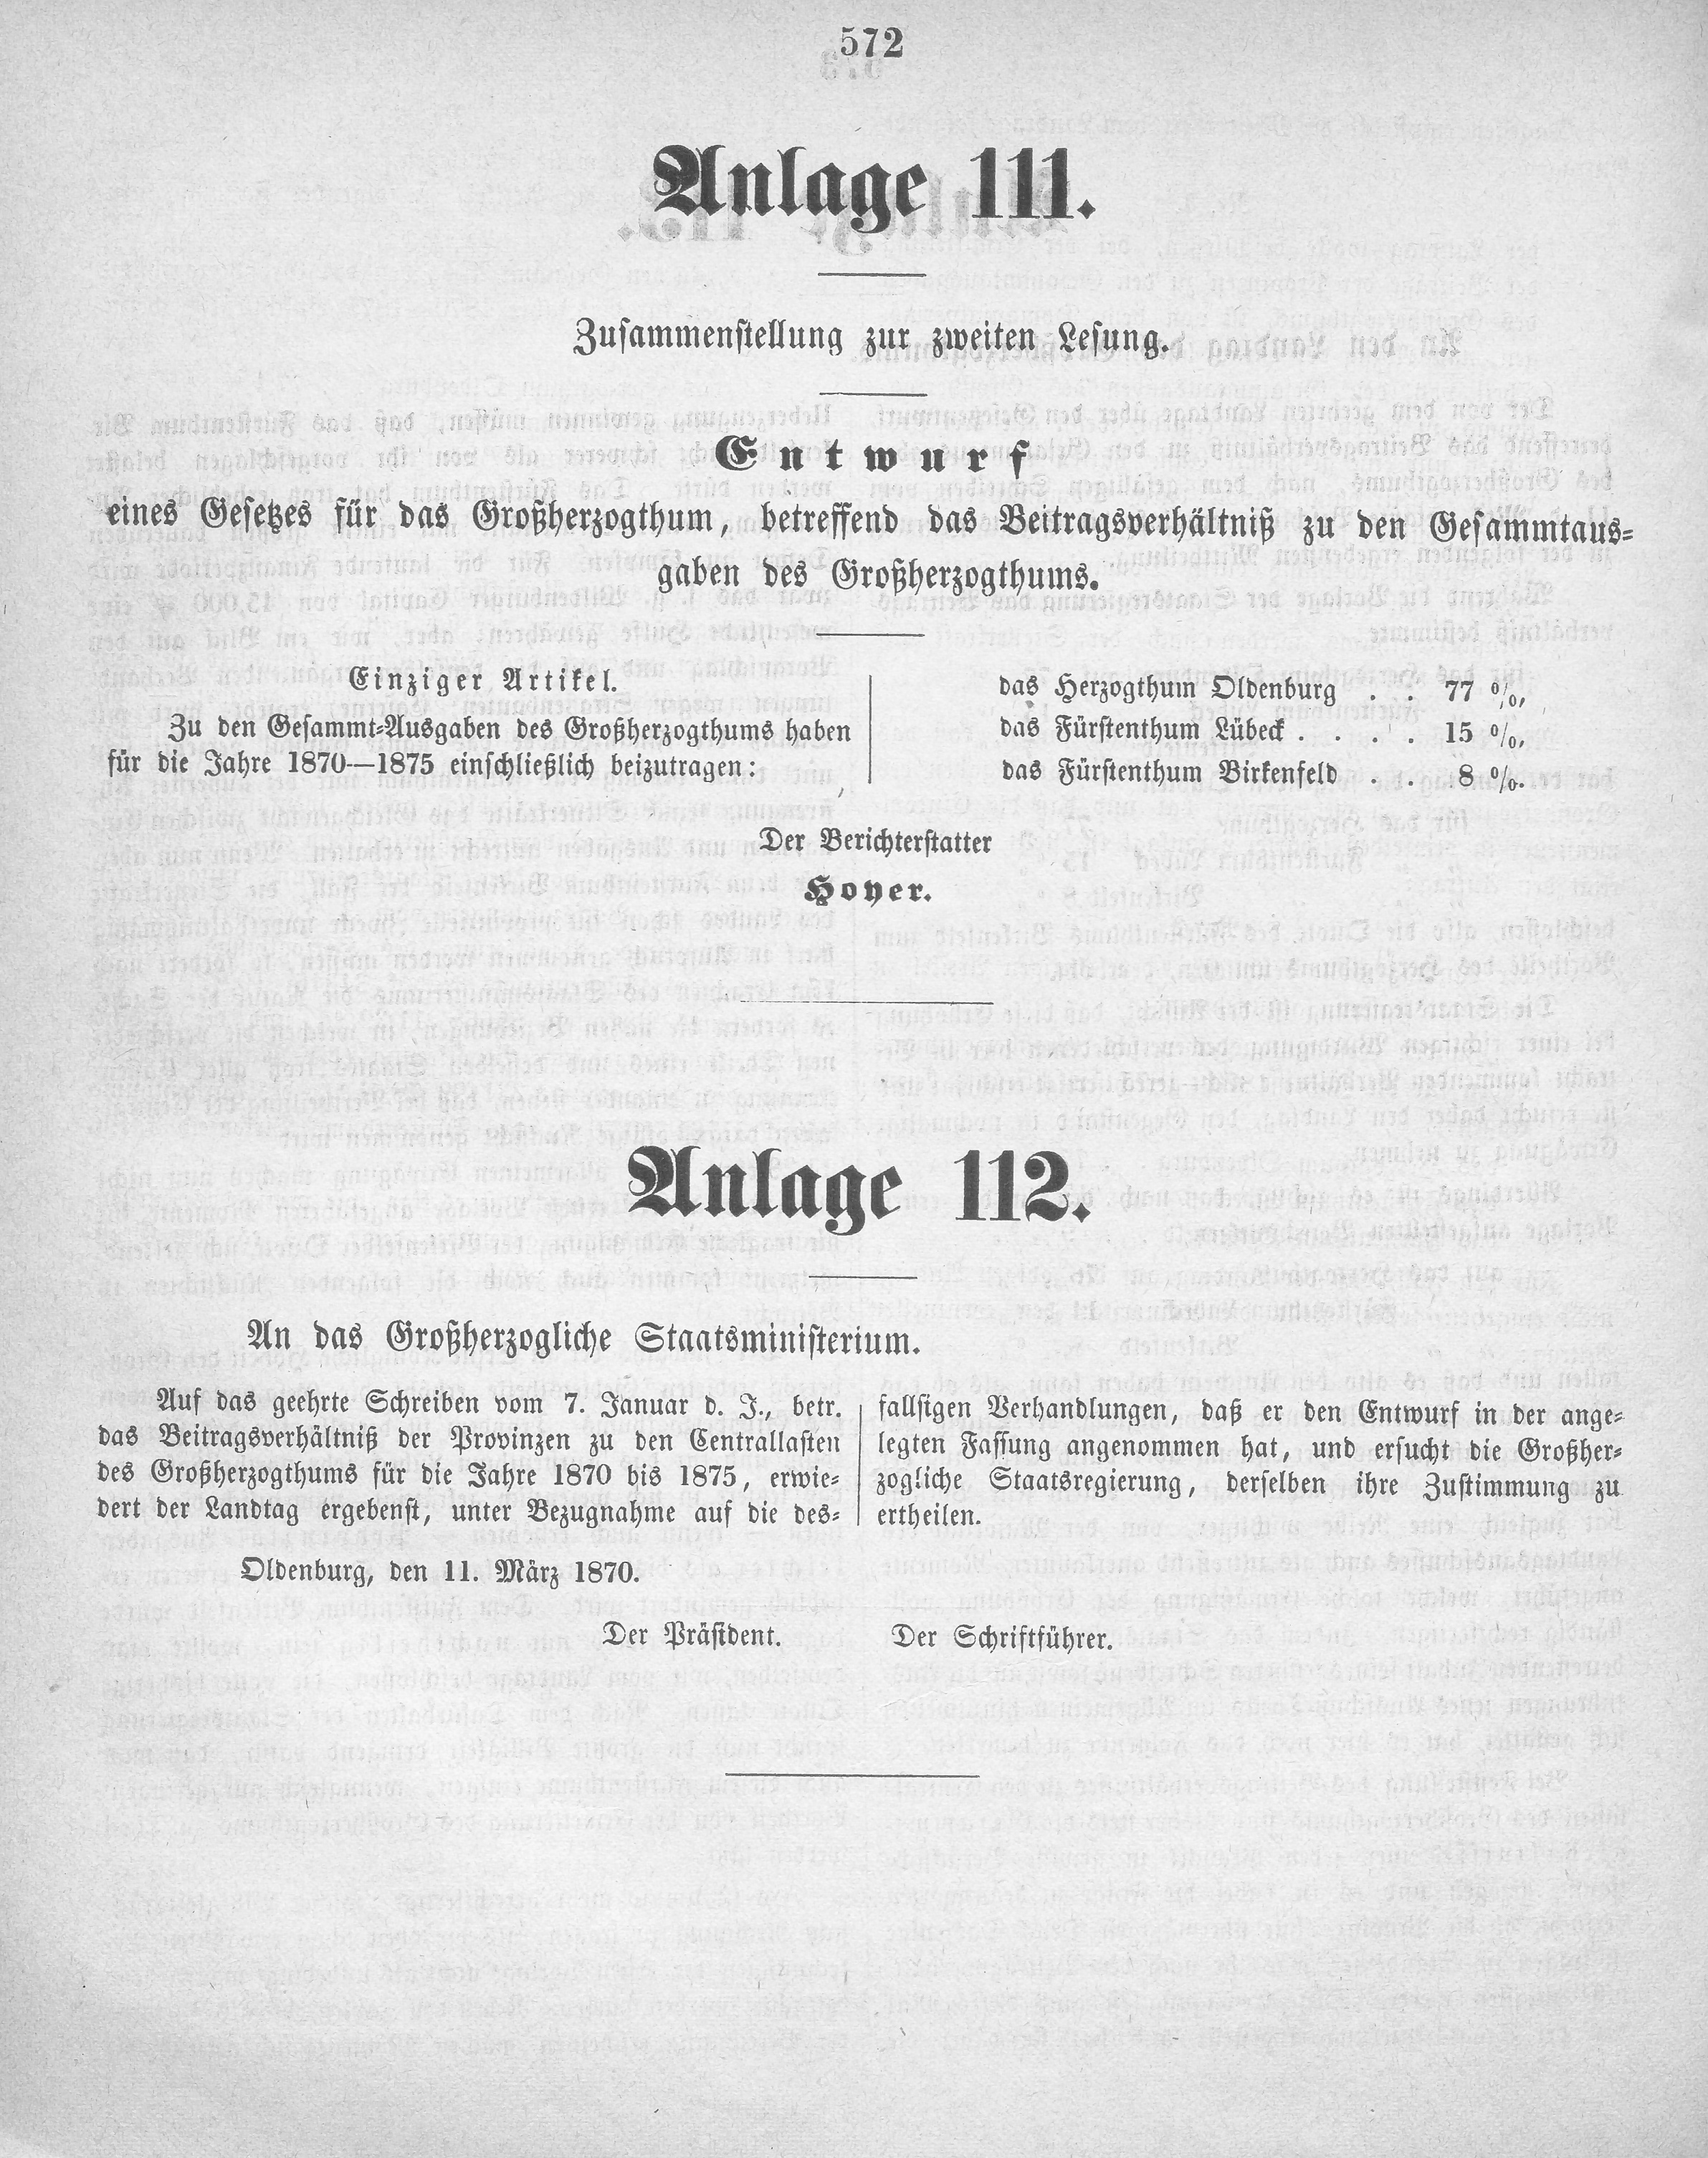 572
Anlage 111.
Zusammenstellung zur zweiten Lesung.
Entwurf
eines Gesetzes für das Großherzogthum, betreffend das Beitragsverhältniß zu den Gesammtaus-
gaben des Großherzogthums.
Einziger Artikel.
Zu den Gesammt-Ausgaben des Großherzogthums haben
für die Jahre 1870—1875 einschließlich beizutragen:
das Herzogthum Oldenburg . . 77 %,
das Fürstenthum Lübeck . . . . 15 %,
das Fürstenthum Birkenfeld . . 8 %.
Der Berichterstatter
Hoyer.
Anlage 112.
An das Großherzogliche Staatsministerium.
Auf das geehrte Schreiben vom 7. Januar d. J., betr.
das Beitragsverhältniß der Provinzen zu den Centrallasten
des Großherzogthums für die Jahre 1870 bis 1875, erwie-
dert der Landtag ergebenst, unter Bezugnahme auf die des-
fallsigen Verhandlungen, daß er den Entwurf in der ange-
legten Fassung angenommen hat, und ersucht die Großher-
zogliche Staatsregierung, derselben ihre Zustimmung zu
ertheilen.
Oldenburg, den 11. März 1870.
Der Präsident.
Der Schriftführer.